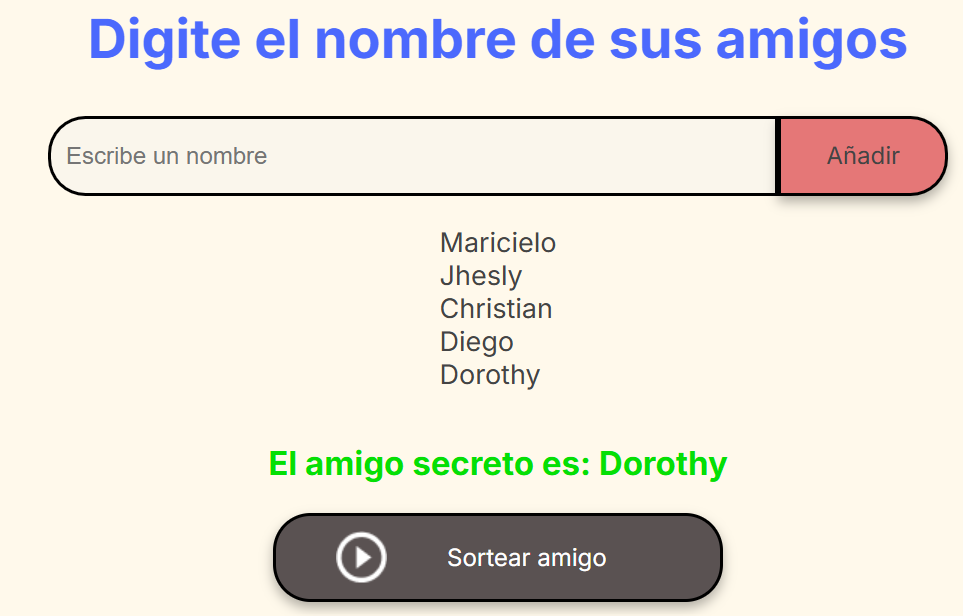 Digite el nombre de sus amigos
Escribe un nombre
Añadir
Maricielo
Jhesly
Christian
Diego
Dorothy
El amigo secreto es: Dorothy
Sortear amigo